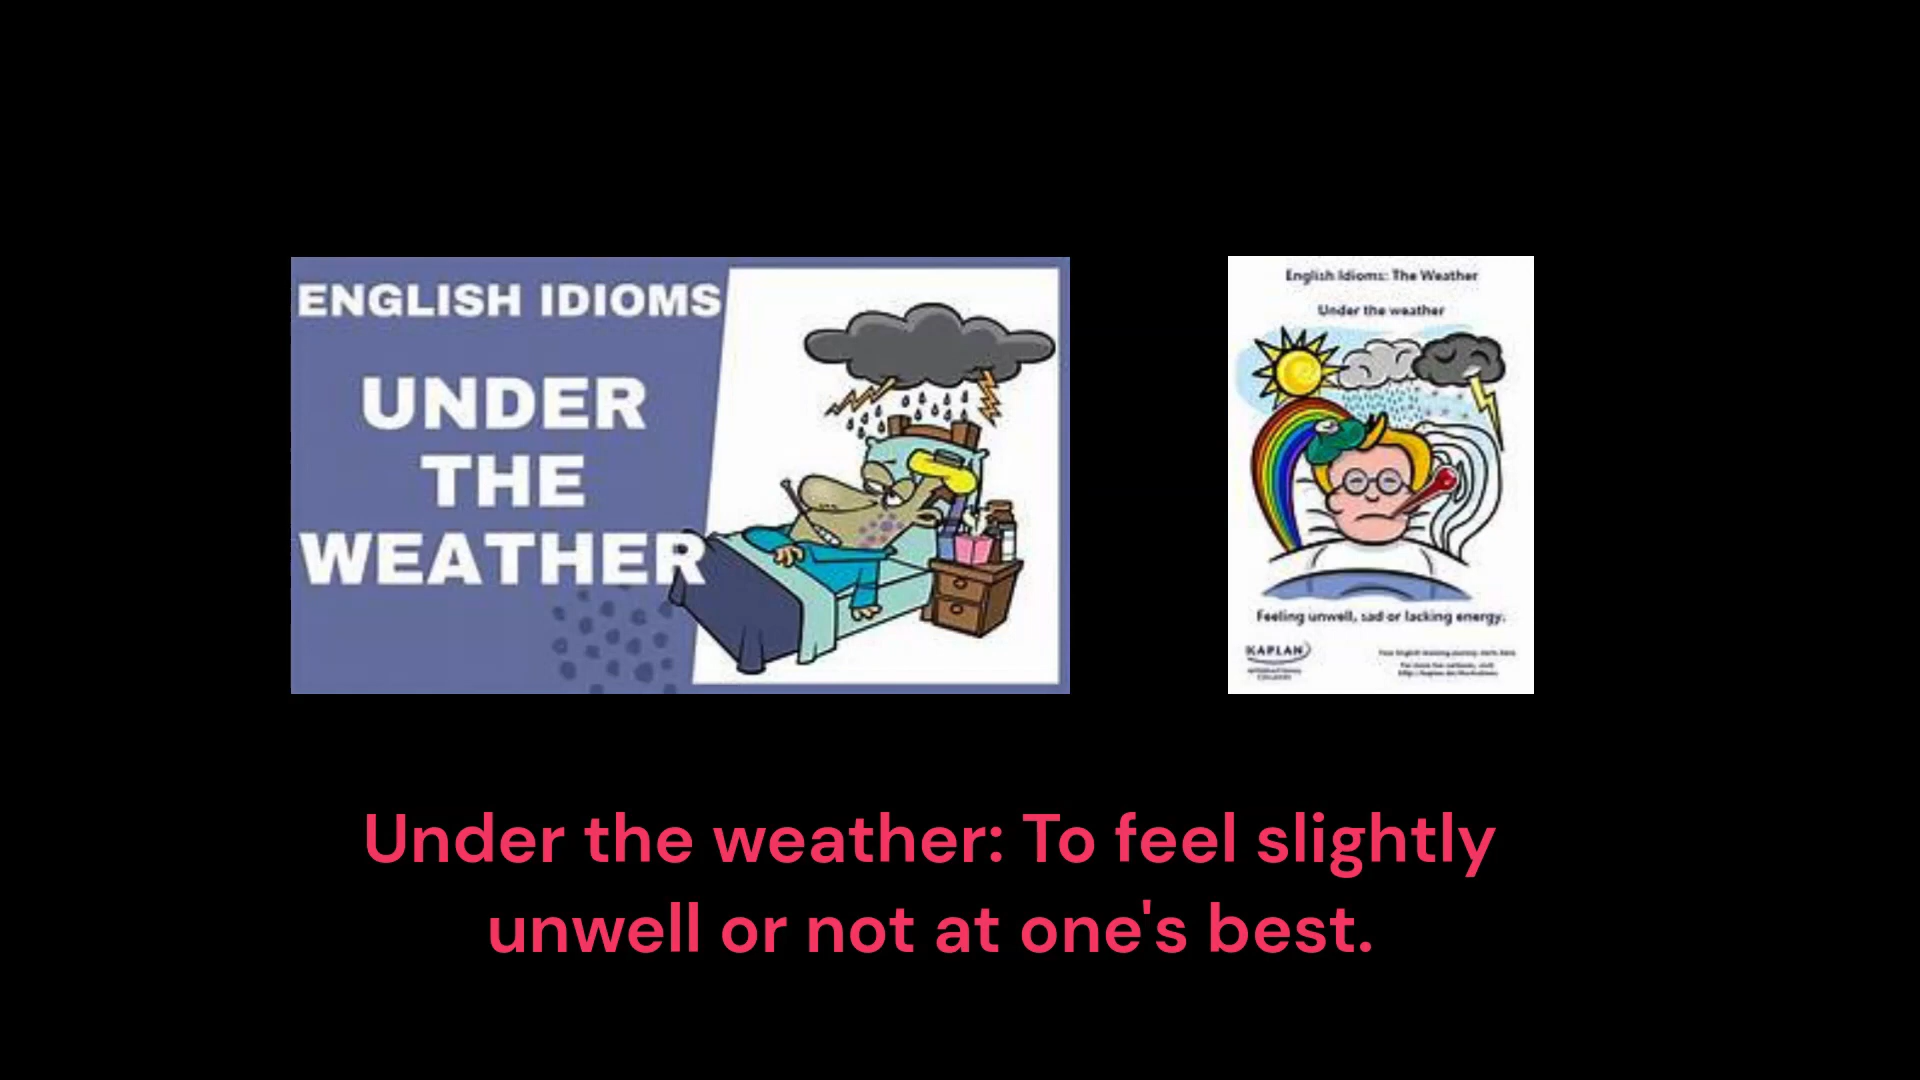 ENGLISH IDIOMS
UNDER
THE
WEATHER
English Idioms: The Weather
Under the weather
Feeling unwell, sad or lacking energy.
KAPLAN
Under the weather: To feel slightly
unwell or not at one's best.